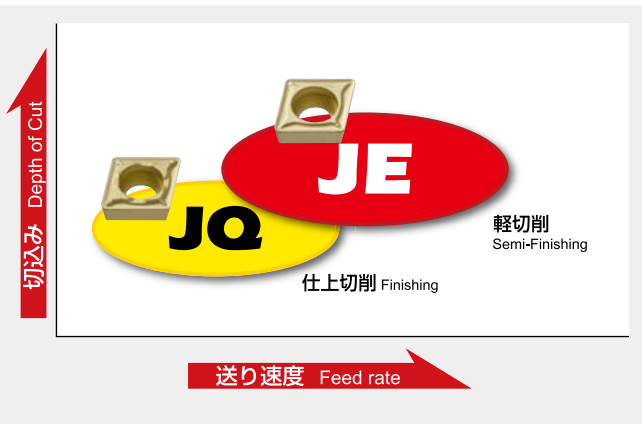 切込み Depth of Cut
JE
JQ
軽切削
Semi-Finishing
仕上切削 Finishing
送り速度 Feed rate